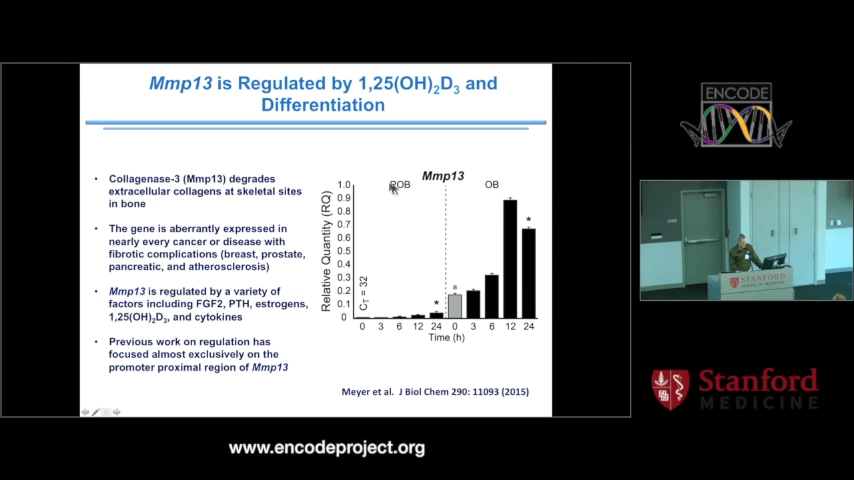 Mmp13 is Regulated by 1,25(OH)₂D₃ and
Differentiation
• Collagenase-3 (Mmp13) degrades
extracellular collagens at skeletal sites
in bone
• The gene is aberrantly expressed in
nearly every cancer or disease with
fibrotic complications (breast, prostate,
pancreatic, and atherosclerosis)
• Mmp13 is regulated by a variety of
factors including FGF2, PTH, estrogens,
1,25(OH)₂D₃, and cytokines
• Previous work on regulation has
focused almost exclusively on the
promoter proximal region of Mmp13
Mmp13
POB OB
Relative Quantity (RQ)
1.0
0.9
0.8
0.7
0.6
0.5
0.4
0.3
0.2
0.1
0
C_T = 32
* a *
0 3 6 12 24 0 3 6 12 24
Time (h)
Meyer et al. J Biol Chem 290: 11093 (2015)
ENCODE
STANFORD
Stanford
MEDICINE
www.encodeproject.org